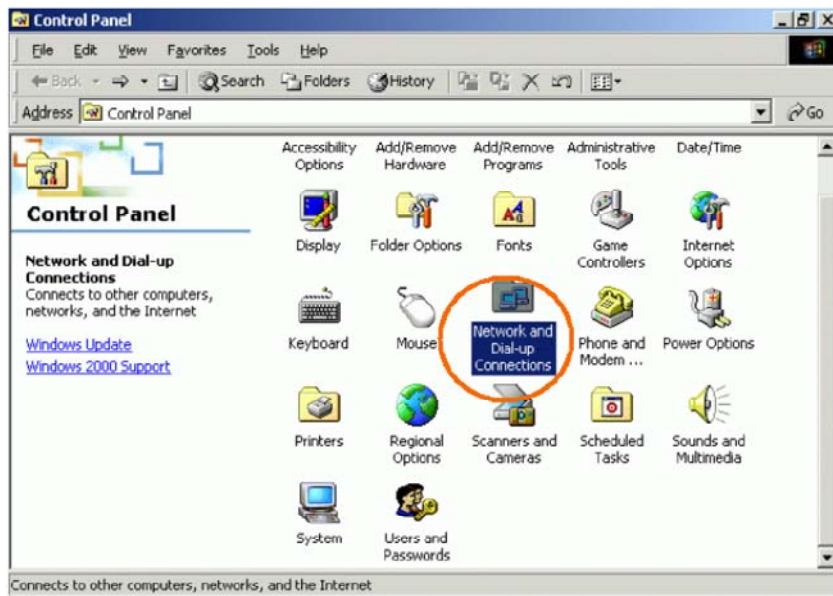 Control Panel
File Edit View Favorites Tools Help
Back Search Folders History
Address Control Panel Go
Accessibility Options
Add/Remove Hardware
Add/Remove Programs
Administrative Tools
Date/Time
Control Panel
Network and Dial-up
Connections
Connects to other computers,
networks, and the Internet
Windows Update
Windows 2000 Support
Display
Folder Options
Fonts
Game
Controllers
Internet
Options
Keyboard
Mouse
Network and
Dial-up
Connections
Phone and
Modem ...
Power Options
Printers
Regional
Options
Scanners and
Cameras
Scheduled
Tasks
Sounds and
Multimedia
System
Users and
Passwords
Connects to other computers, networks, and the Internet